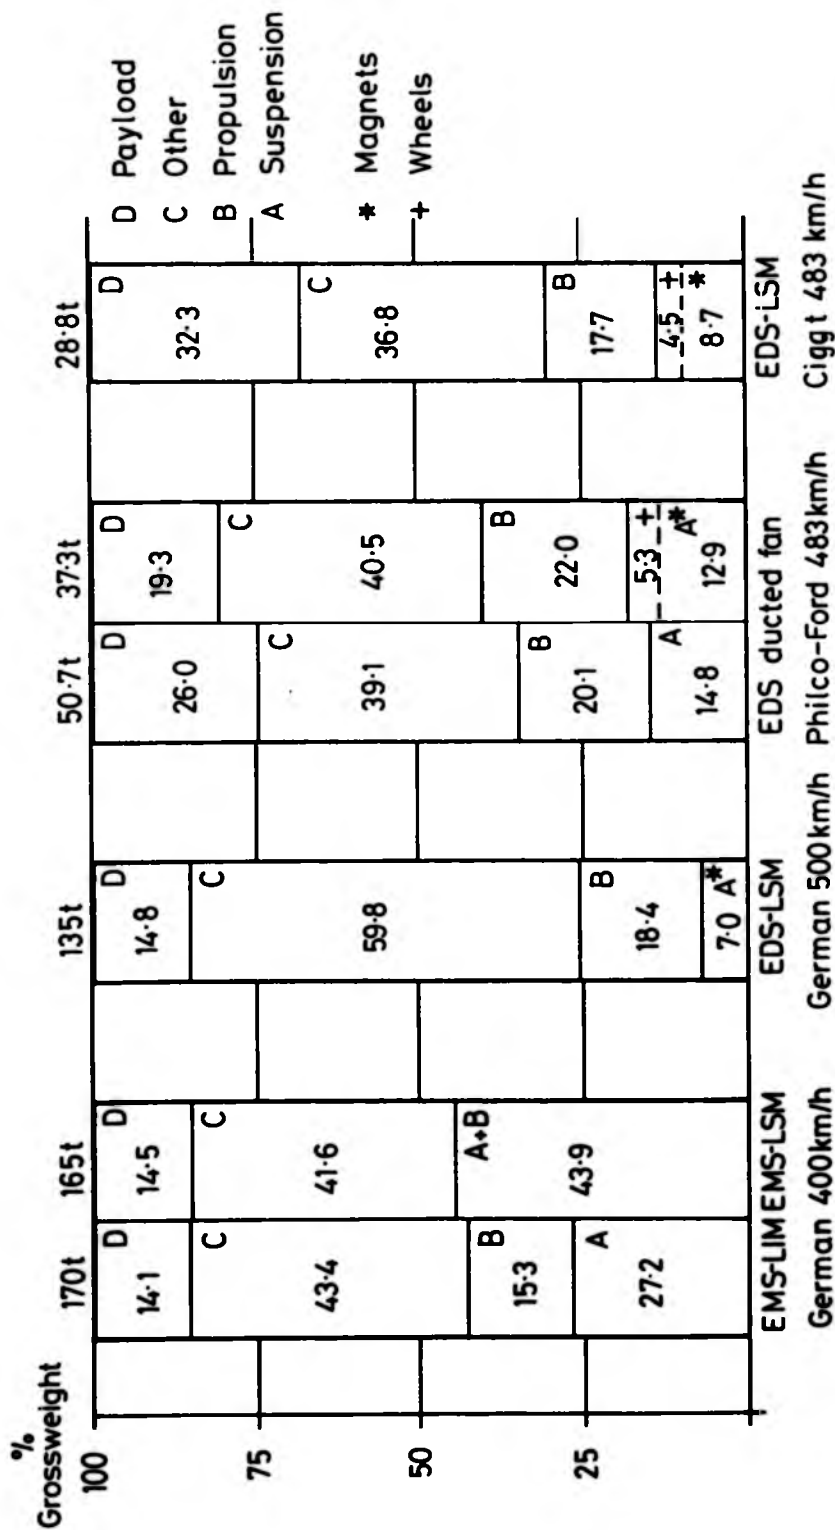 %
Grossweight
100
75
50
25
170t
D
14·1
C
43·4
B
15·3
A
27·2
EMS-LIM
165t
D
14·5
C
41·6
A+B
43·9
EMS-LSM
German 400km/h
135t
D
14·8
C
59·8
B
18·4
7·0 A*
EDS-LSM
German 500km/h
50·7t
D
26·0
C
39·1
B
20·1
A
14·8
37·3t
D
19·3
C
40·5
B
22·0
5·3 +
A*
12·9
EDS ducted fan
Philco-Ford 483km/h
28·8t
D
32·3
C
36·8
B
17·7
4·5 +
*
8·7
EDS-LSM
Ciggt 483 km/h
D Payload
C Other
B Propulsion
A Suspension
* Magnets
+ Wheels